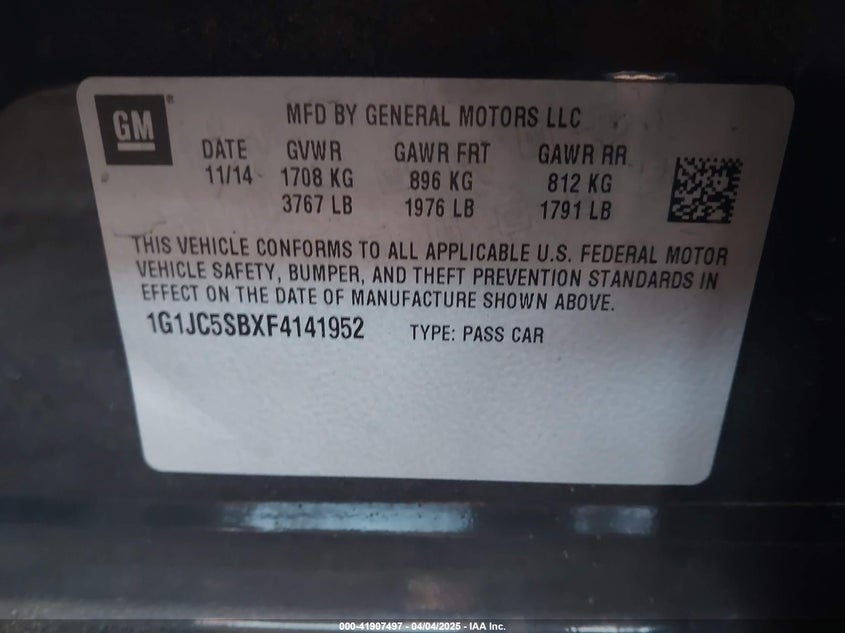 GM®
MFD BY GENERAL MOTORS LLC
DATE GVWR GAWR FRT GAWR RR
11/14 1708 KG 896 KG 812 KG
3767 LB 1976 LB 1791 LB
THIS VEHICLE CONFORMS TO ALL APPLICABLE U.S. FEDERAL MOTOR
VEHICLE SAFETY, BUMPER, AND THEFT PREVENTION STANDARDS IN
EFFECT ON THE DATE OF MANUFACTURE SHOWN ABOVE.
1G1JC5SBXF4141952 TYPE: PASS CAR
000-41907497 - 04/04/2025 - IAA Inc.